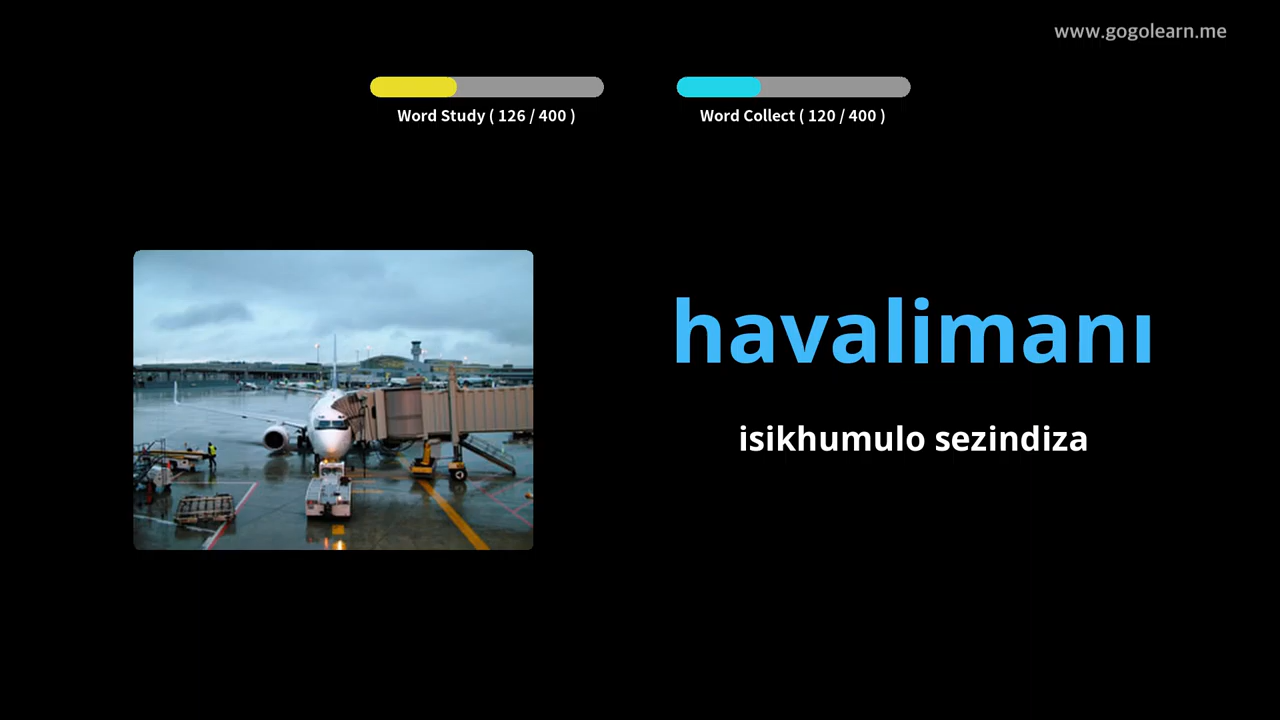 www.gogolearn.me
Word Study ( 126 / 400 )
Word Collect ( 120 / 400 )
havalimanı
isikhumulo sezindiza